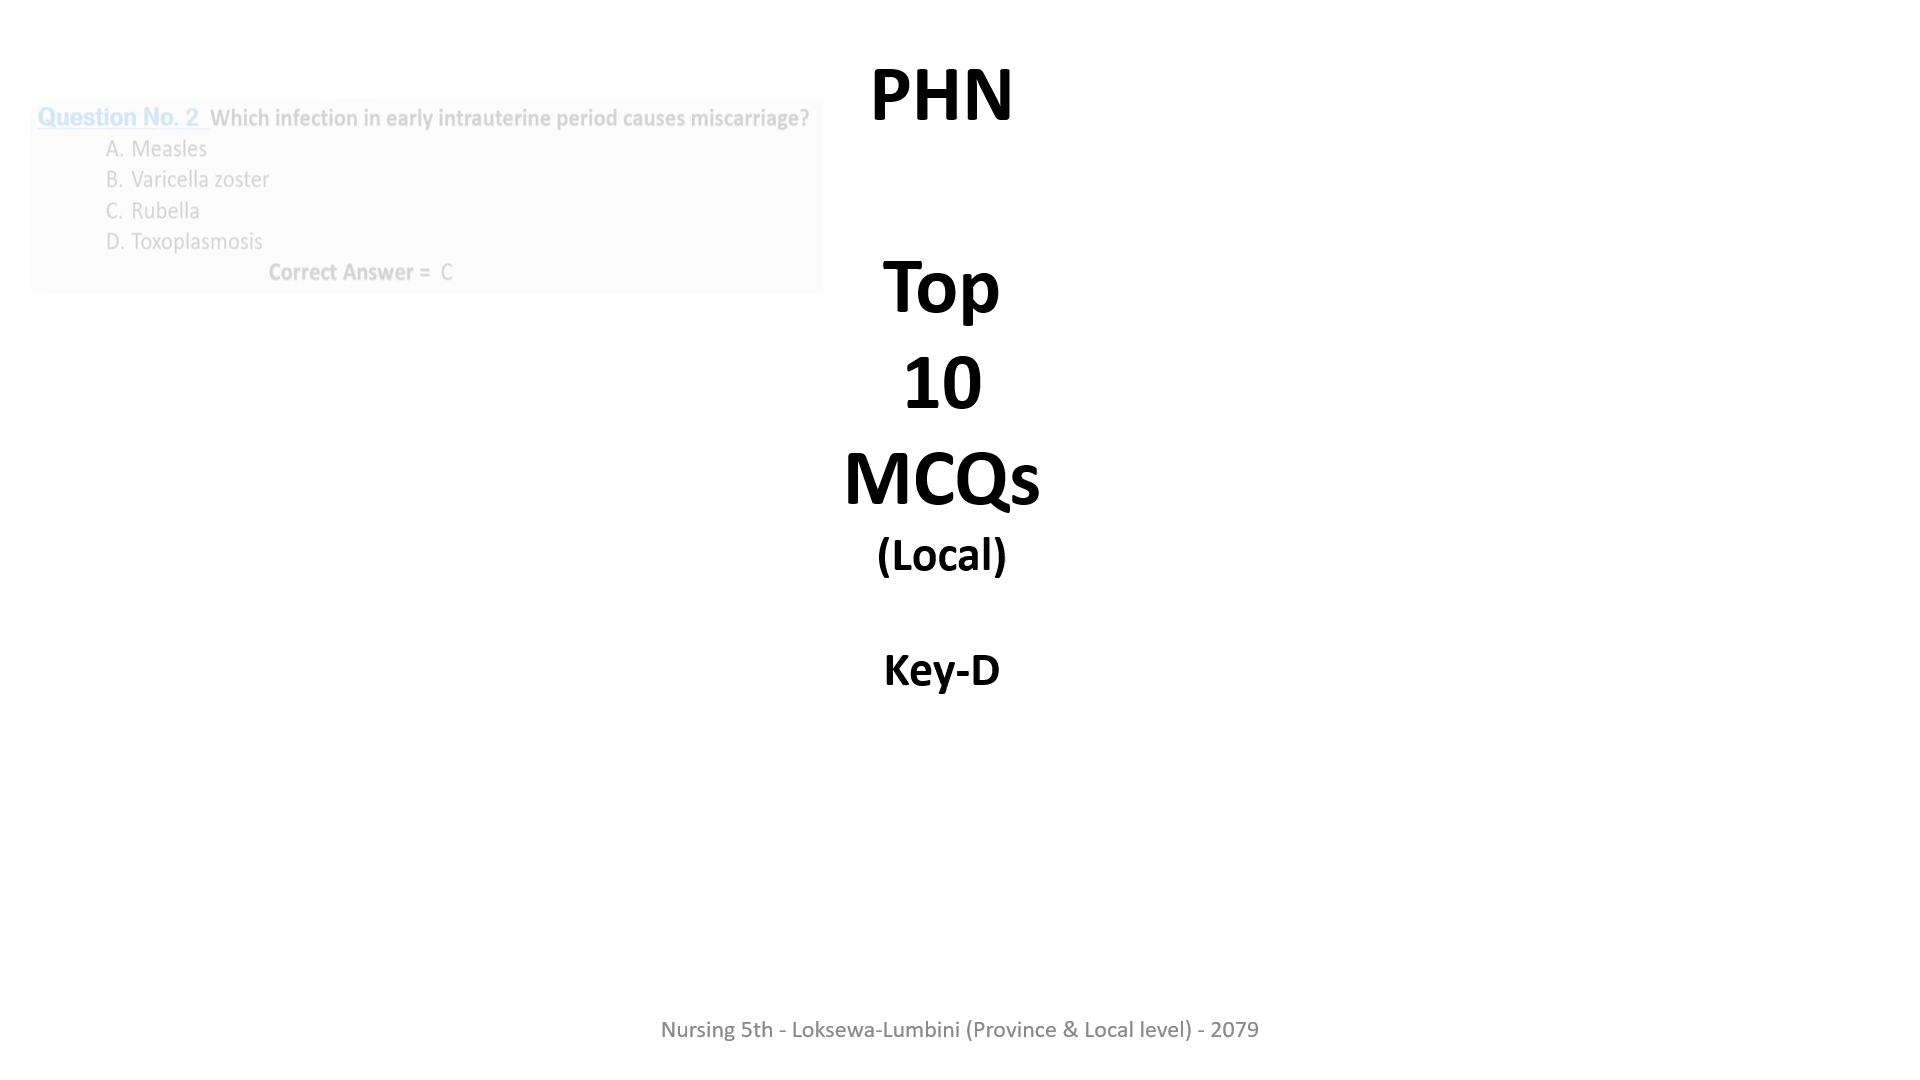 PHN
Question No. 2 Which infection in early intrauterine period causes miscarriage?
A. Measles
B. Varicella zoster
C. Rubella
D. Toxoplasmosis
Correct Answer = C
Top
10
MCQs
(Local)
Key-D
Nursing 5th - Loksewa-Lumbini (Province & Local level) - 2079